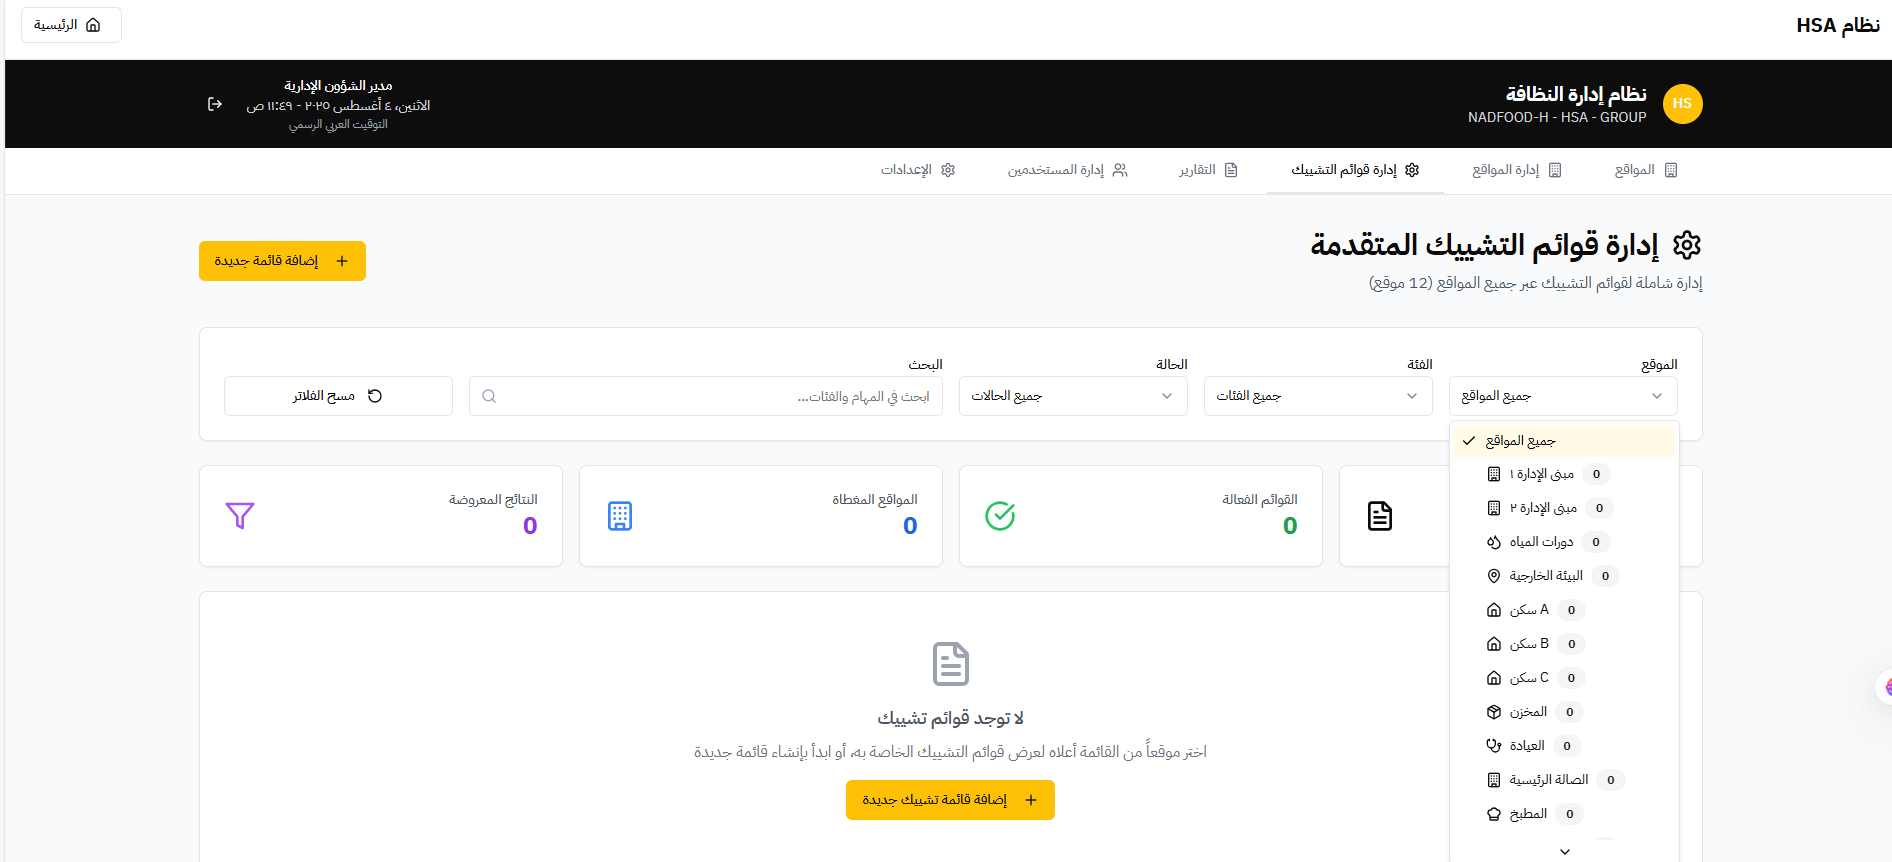 نظام HSA
الرئيسية
HS
نظام إدارة النظافة
NADFOOD-H - HSA - GROUP
مدير الشؤون الإدارية
الاثنين، ٤ أغسطس ٢٠٢٥ - ١١:٤٩ ص
التوقيت العربي الرسمي
المواقع
إدارة المواقع
إدارة قوائم التشييك
التقارير
إدارة المستخدمين
الإعدادات
إدارة قوائم التشييك المتقدمة
إدارة شاملة لقوائم التشييك عبر جميع المواقع (12 موقع)
إضافة قائمة جديدة
الموقع
جميع المواقع
الفئة
جميع الفئات
الحالة
جميع الحالات
البحث
ابحث في المهام والفئات...
مسح الفلاتر
جميع المواقع
مبنى الإدارة ١ 0
مبنى الإدارة ٢ 0
دورات المياه 0
البيئة الخارجية 0
سكن A 0
سكن B 0
سكن C 0
المخزن 0
العيادة 0
الصالة الرئيسية 0
المطبخ 0
القوائم الفعالة
0
المواقع المغطاة
0
النتائج المعروضة
0
لا توجد قوائم تشييك
اختر موقعاً من القائمة أعلاه لعرض قوائم التشييك الخاصة به، أو ابدأ بإنشاء قائمة جديدة
إضافة قائمة تشييك جديدة